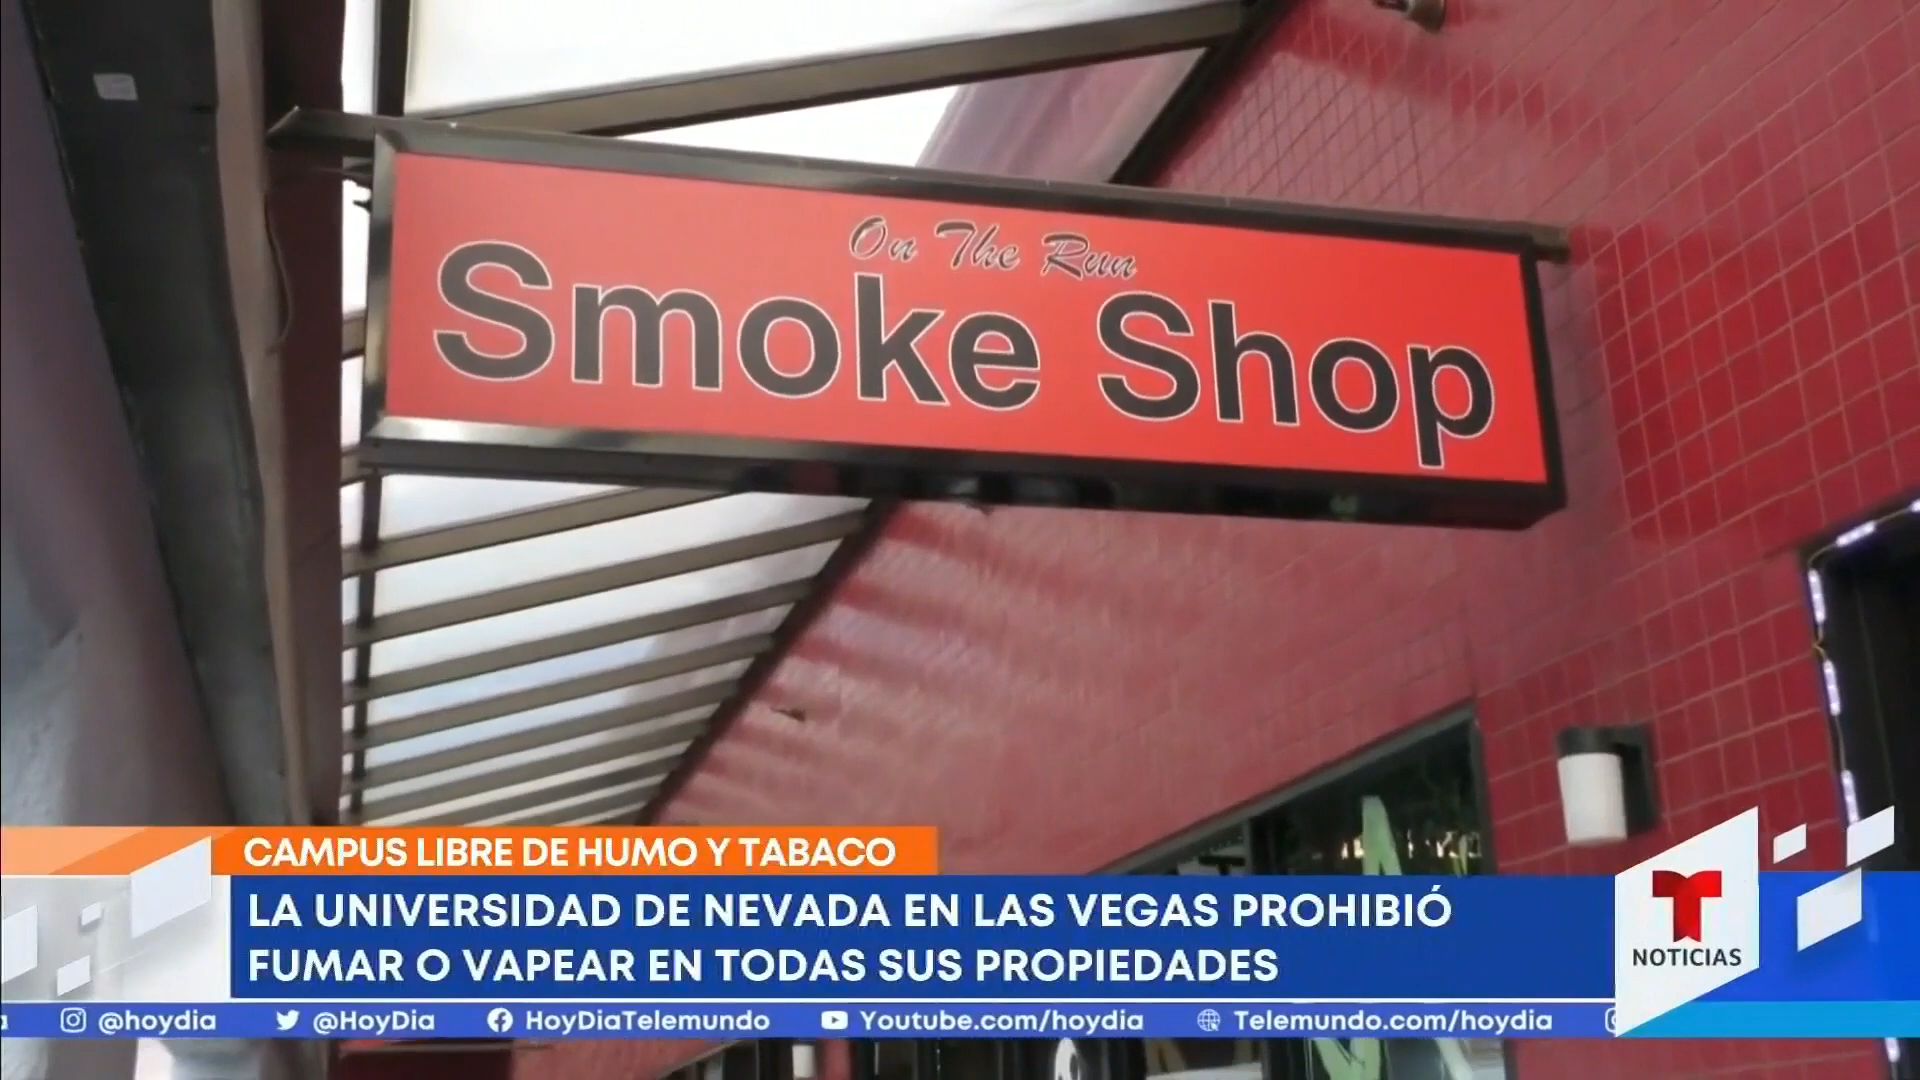 On The Run
Smoke Shop
CAMPUS LIBRE DE HUMO Y TABACO
LA UNIVERSIDAD DE NEVADA EN LAS VEGAS PROHIBIÓ
FUMAR O VAPEAR EN TODAS SUS PROPIEDADES
NOTICIAS
@hoydia @HoyDia HoyDiaTelemundo Youtube.com/hoydia Telemundo.com/hoydia